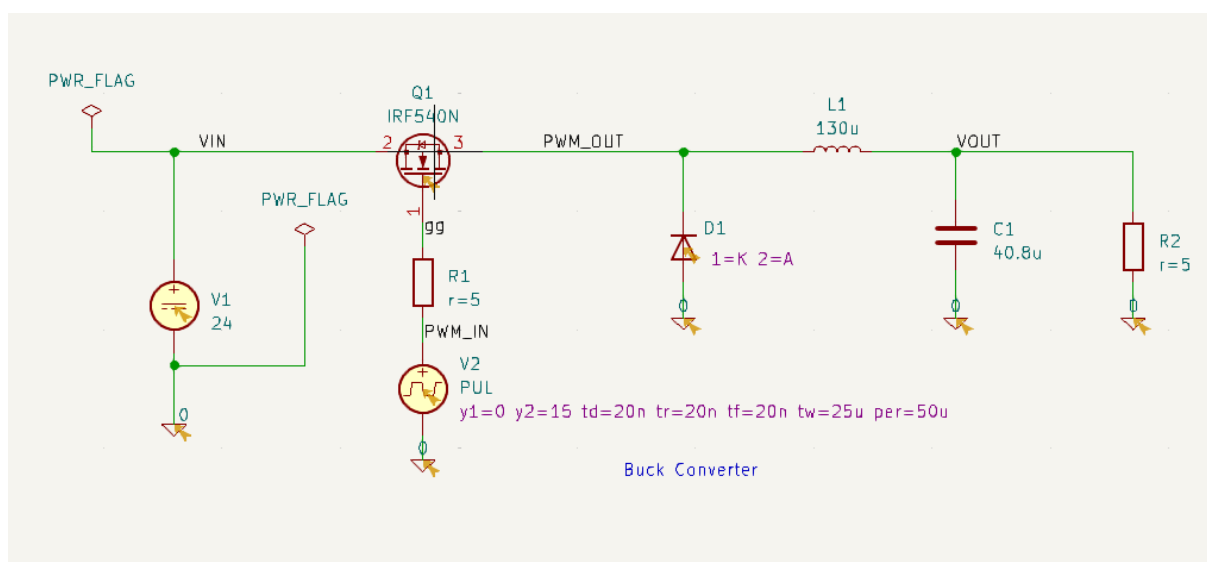 PWR_FLAG
Q1
IRF540N
L1
130u
VIN
2
3
PWM_OUT
VOUT
PWR_FLAG
1
gg
D1
1=K 2=A
C1
40.8u
R2
r=5
R1
r=5
V1
24
0
0
0
PWM_IN
V2
PUL
y1=0 y2=15 td=20n tr=20n tf=20n tw=25u per=50u
0
0
Buck Converter